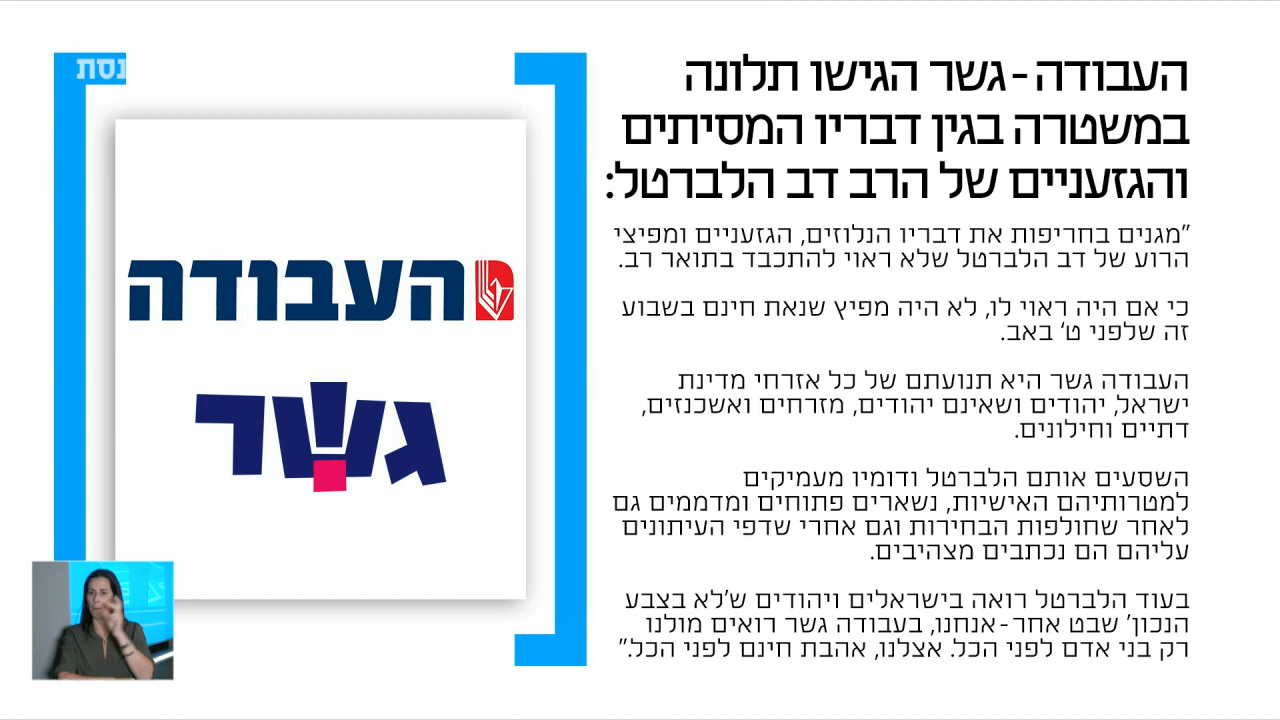 העבודה-גשר הגישו תלונה
במשטרה בגין דבריו המסיתים
והגזעניים של הרב דב הלברטל:
"מגנים בחריפות את דבריו הנלוזים, הגזעניים ומפיצי
הרוע של דב הלברטל שלא ראוי להתכבד בתואר רב.
כי אם היה ראוי לו, לא היה מפיץ שנאת חינם בשבוע
זה שלפני ט' באב.
העבודה גשר היא תנועתם של כל אזרחי מדינת
ישראל, יהודים ושאינם יהודים, מזרחים ואשכנזים,
דתיים וחילונים.
השסעים אותם הלברטל ודומיו מעמיקים
למטרותיהם האישיות, נשארים פתוחים ומדממים גם
לאחר שחולפות הבחירות וגם אחרי שדפי העיתונים
עליהם הם נכתבים מצהיבים.
בעוד הלברטל רואה בישראלים ויהודים ש'לא בצבע
הנכון' שבט אחר-אנחנו, בעבודה גשר רואים מולנו
רק בני אדם לפני הכל. אצלנו, אהבת חינם לפני הכל."
נסת
העבודה
גשר